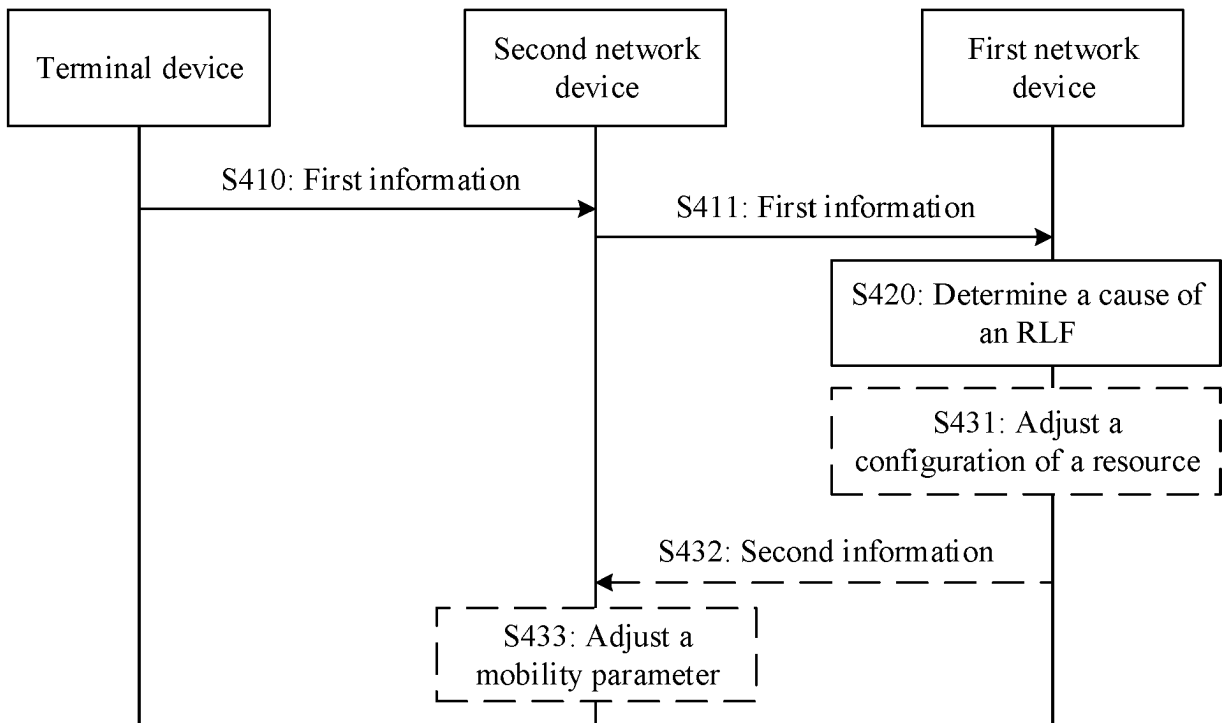 Terminal device
Second network
device
First network
device
S410: First information
S411: First information
S420: Determine a cause of
an RLF
S431: Adjust a
configuration of a resource
S432: Second information
S433: Adjust a
mobility parameter